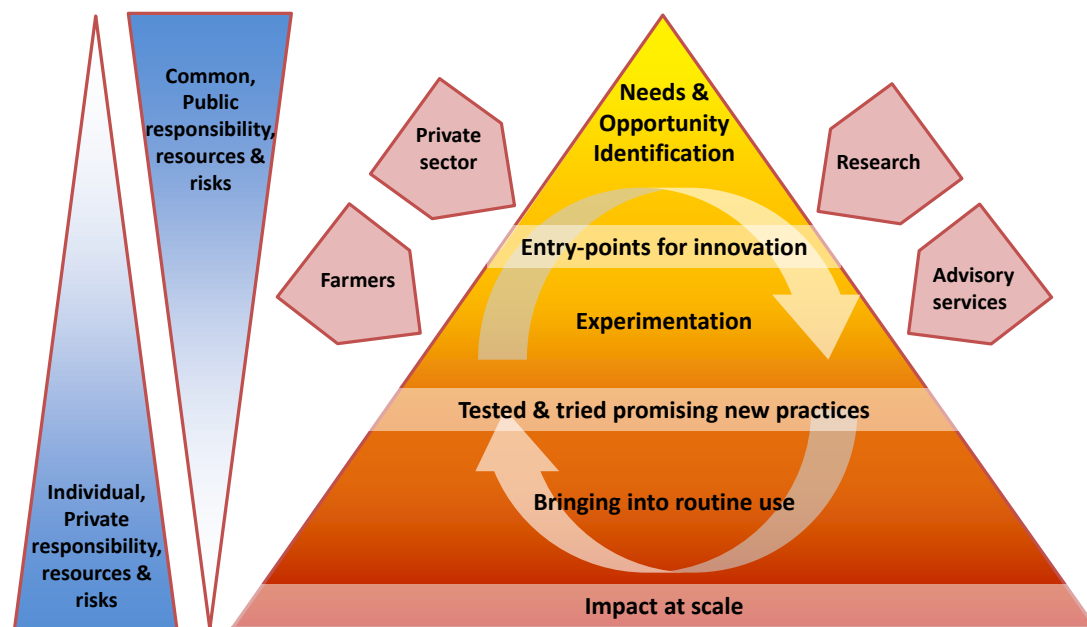 Common,
Public
responsibility,
resources &
risks
Individual,
Private
responsibility,
resources &
risks
Farmers
Private
sector
Needs &
Opportunity
Identification
Entry-points for innovation
Experimentation
Tested & tried promising new practices
Bringing into routine use
Impact at scale
Research
Advisory
services